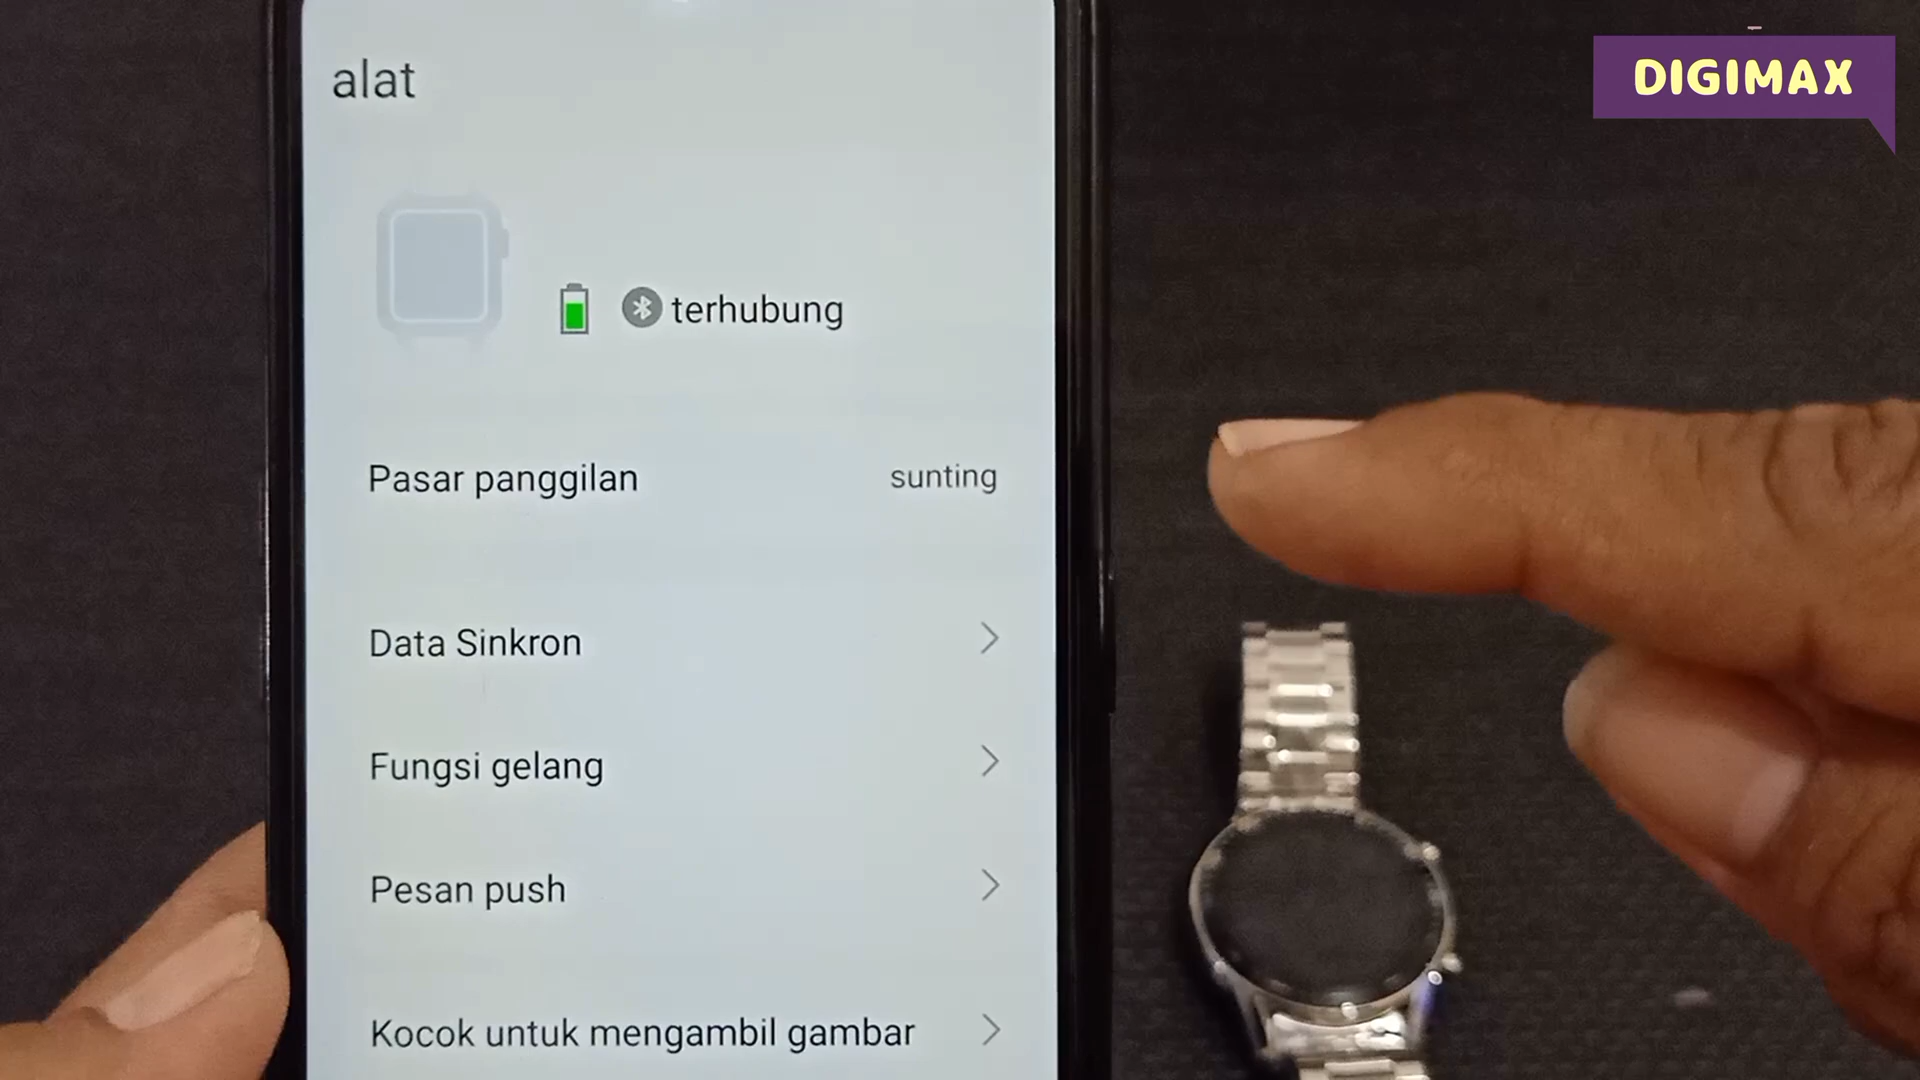 DIGIMAX
alat
terhubung
Pasar panggilan sunting
Data Sinkron
Fungsi gelang
Pesan push
Kocok untuk mengambil gambar